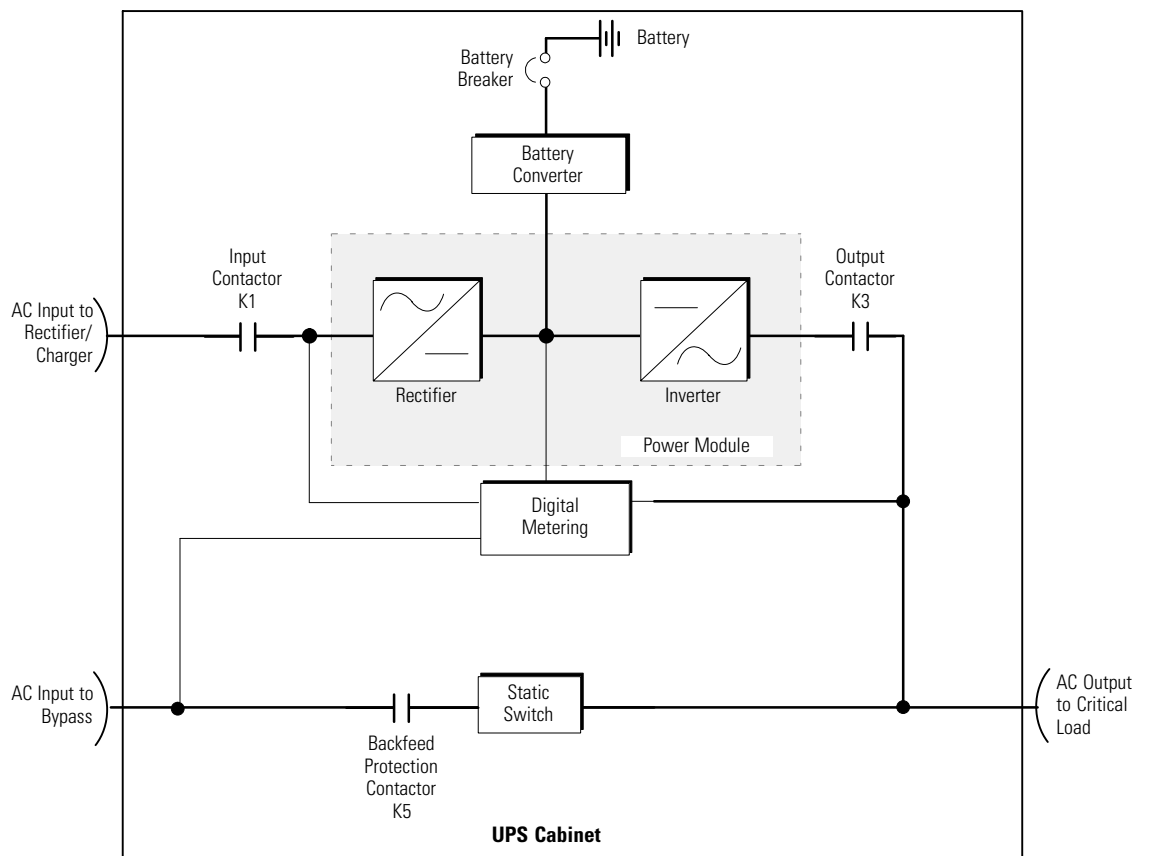 Battery
Battery
Breaker
Battery
Converter
Input
Contactor
K1
Output
Contactor
K3
AC Input to
Rectifier/
Charger
Rectifier
Inverter
Power Module
Digital
Metering
AC Input to
Bypass
Static
Switch
AC Output
to Critical
Load
Backfeed
Protection
Contactor
K5
UPS Cabinet